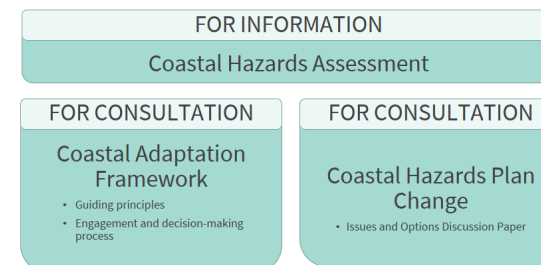 FOR INFORMATION
Coastal Hazards Assessment
FOR CONSULTATION
Coastal Adaptation
Framework
• Guiding principles
• Engagement and decision-making
process
FOR CONSULTATION
Coastal Hazards Plan
Change
• Issues and Options Discussion Paper